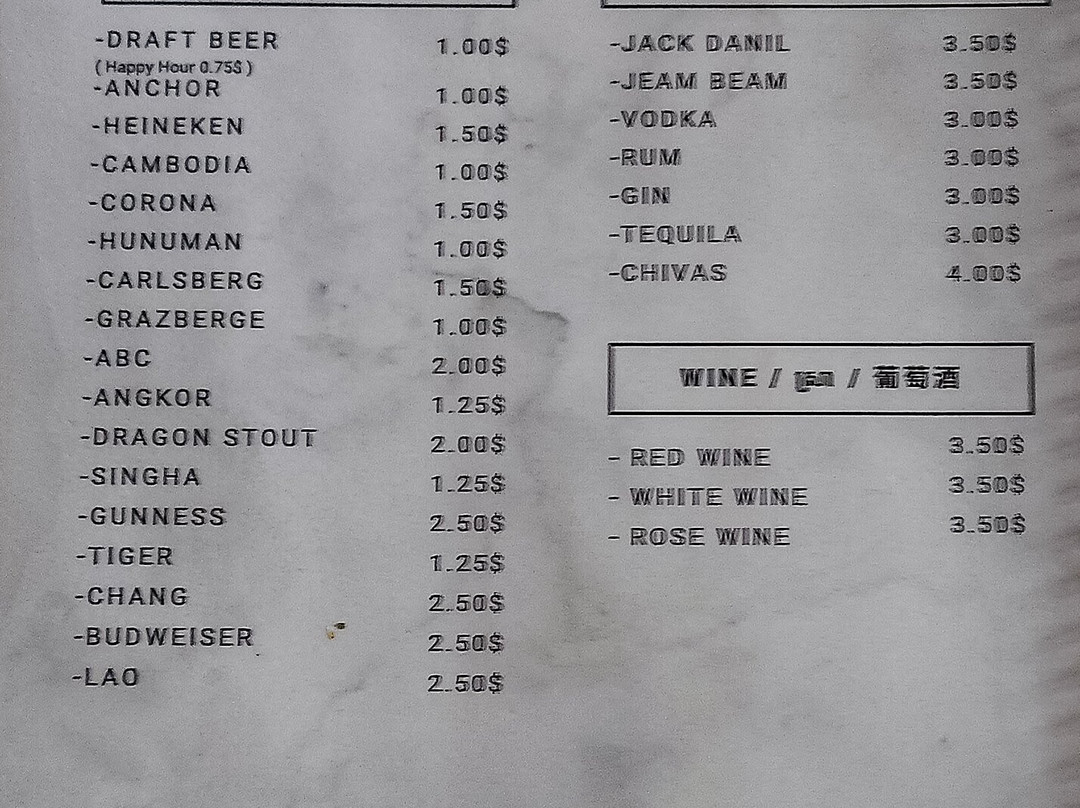 -DRAFT BEER 1.00$
( Happy Hour 0.75$ )
-ANCHOR 1.00$
-HEINEKEN 1.50$
-CAMBODIA 1.00$
-CORONA 1.50$
-HUNUMAN 1.00$
-CARLSBERG 1.50$
-GRAZBERGE 1.00$
-ABC 2.00$
-ANGKOR 1.25$
-DRAGON STOUT 2.00$
-SINGHA 1.25$
-GUNNESS 2.50$
-TIGER 1.25$
-CHANG 2.50$
-BUDWEISER 2.50$
-LAO 2.50$
-JACK DANIL 3.50$
-JEAM BEAM 3.50$
-VODKA 3.00$
-RUM 3.00$
-GIN 3.00$
-TEQUILA 3.00$
-CHIVAS 4.00$
WINE / / 葡萄酒
- RED WINE 3.50$
- WHITE WINE 3.50$
- ROSE WINE 3.50$